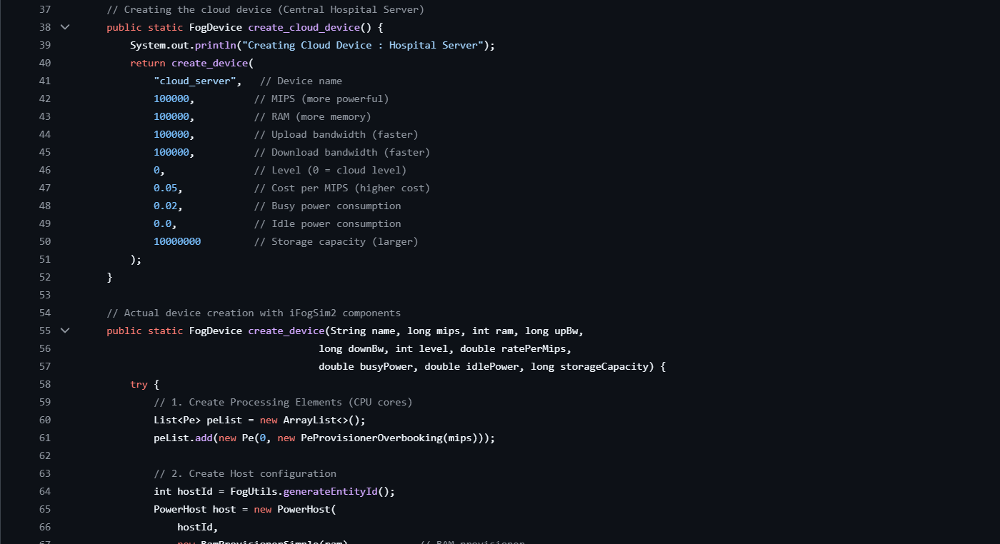 37 // Creating the cloud device (Central Hospital Server)
38 public static FogDevice create_cloud_device() {
39 System.out.println("Creating Cloud Device : Hospital Server");
40 return create_device(
41 "cloud_server",   // Device name
42 100000,          // MIPS (more powerful)
43 100000,          // RAM (more memory)
44 100000,          // Upload bandwidth (faster)
45 100000,          // Download bandwidth (faster)
46 0,               // Level (0 = cloud level)
47 0.05,            // Cost per MIPS (higher cost)
48 0.02,            // Busy power consumption
49 0.0,             // Idle power consumption
50 10000000         // Storage capacity (larger)
51 );
52 }
53
54 // Actual device creation with iFogSim2 components
55 public static FogDevice create_device(String name, long mips, int ram, long upBw,
56 long downBw, int level, double ratePerMips,
57 double busyPower, double idlePower, long storageCapacity) {
58 try {
59 // 1. Create Processing Elements (CPU cores)
60 List<Pe> peList = new ArrayList<>();
61 peList.add(new Pe(0, new PeProvisionerOverbooking(mips)));
62
63 // 2. Create Host configuration
64 int hostId = FogUtils.generateEntityId();
65 PowerHost host = new PowerHost(
66 hostId,
67 new RamProvisionerSimple(ram),          // RAM provisioner